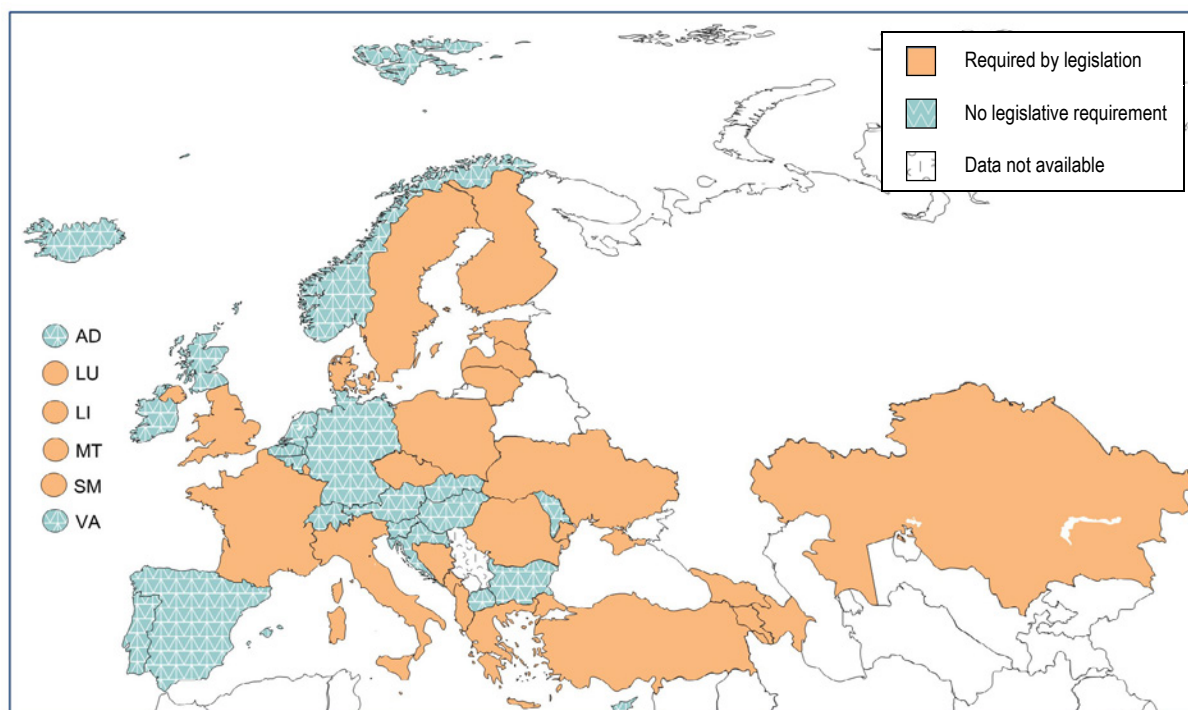 Required by legislation
No legislative requirement
Data not available
AD
LU
LI
MT
SM
VA